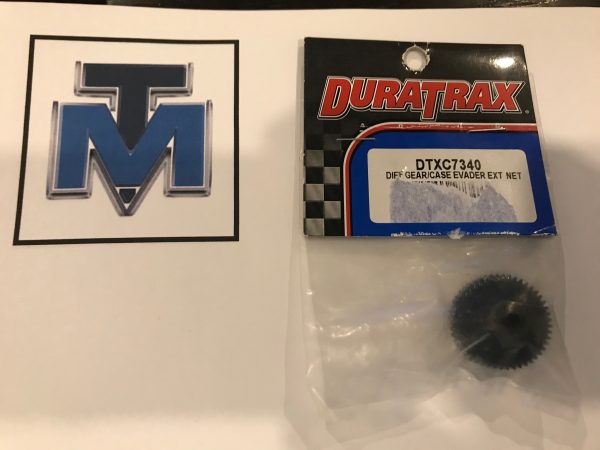 TM
DURATRAX
DTXC7340
DIFF GEAR/CASE EVADER EXT NET